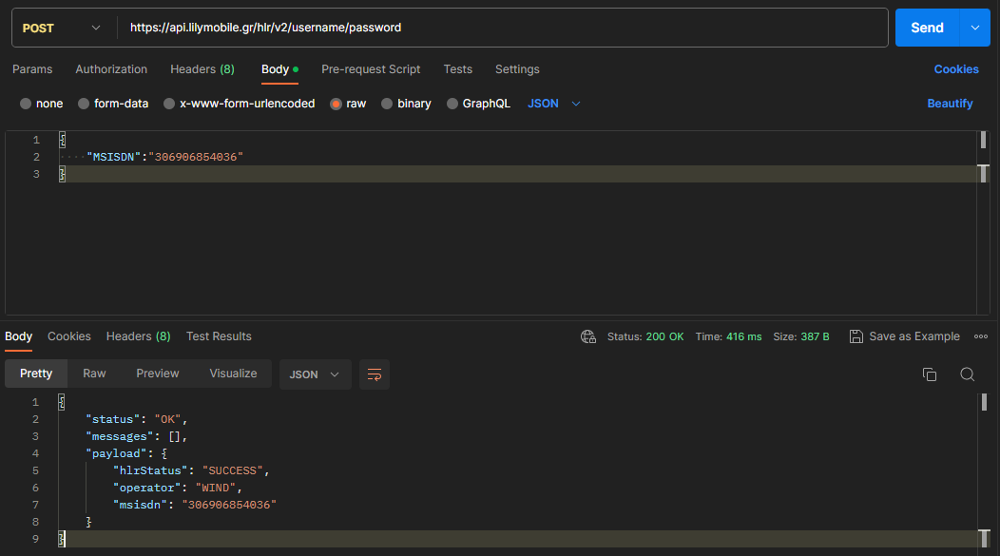 POST https://api.lilymobile.gr/hlr/v2/username/password Send
Params Authorization Headers (8) Body Pre-request Script Tests Settings Cookies
none form-data x-www-form-urlencoded raw binary GraphQL JSON Beautify
1 {
2 ····"MSISDN":"306906854036"
3 }
Body Cookies Headers (8) Test Results Status: 200 OK Time: 416 ms Size: 387 B Save as Example
Pretty Raw Preview Visualize JSON
1 {
2 "status": "OK",
3 "messages": [],
4 "payload": {
5 "hlrStatus": "SUCCESS",
6 "operator": "WIND",
7 "msisdn": "306906854036"
8 }
9 }